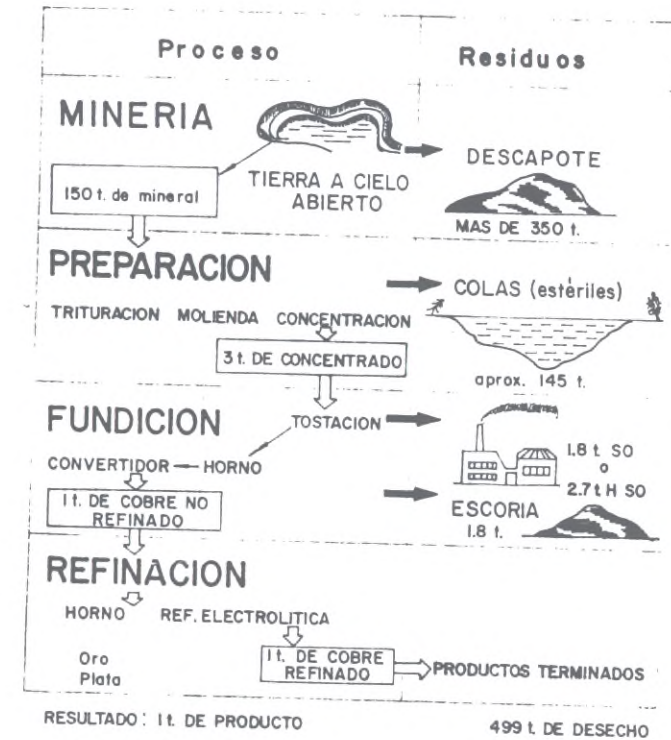 Proceso
Residuos
MINERIA
150 t. de mineral
TIERRA A CIELO
ABIERTO
DESCAPOTE
MAS DE 350 t.
PREPARACION
TRITURACION MOLIENDA CONCENTRACION
3 t. DE CONCENTRADO
COLAS (estériles)
aprox. 145 t.
FUNDICION
TOSTACION
CONVERTIDOR HORNO
1 t. DE COBRE NO
REFINADO
1.8 t. SO
o
2.7 t H SO
ESCORIA
1.8 t.
REFINACION
HORNO REF. ELECTROLITICA
Oro
Plata
1 t. DE COBRE
REFINADO
PRODUCTOS TERMINADOS
RESULTADO: 1 t. DE PRODUCTO
499 t. DE DESECHO